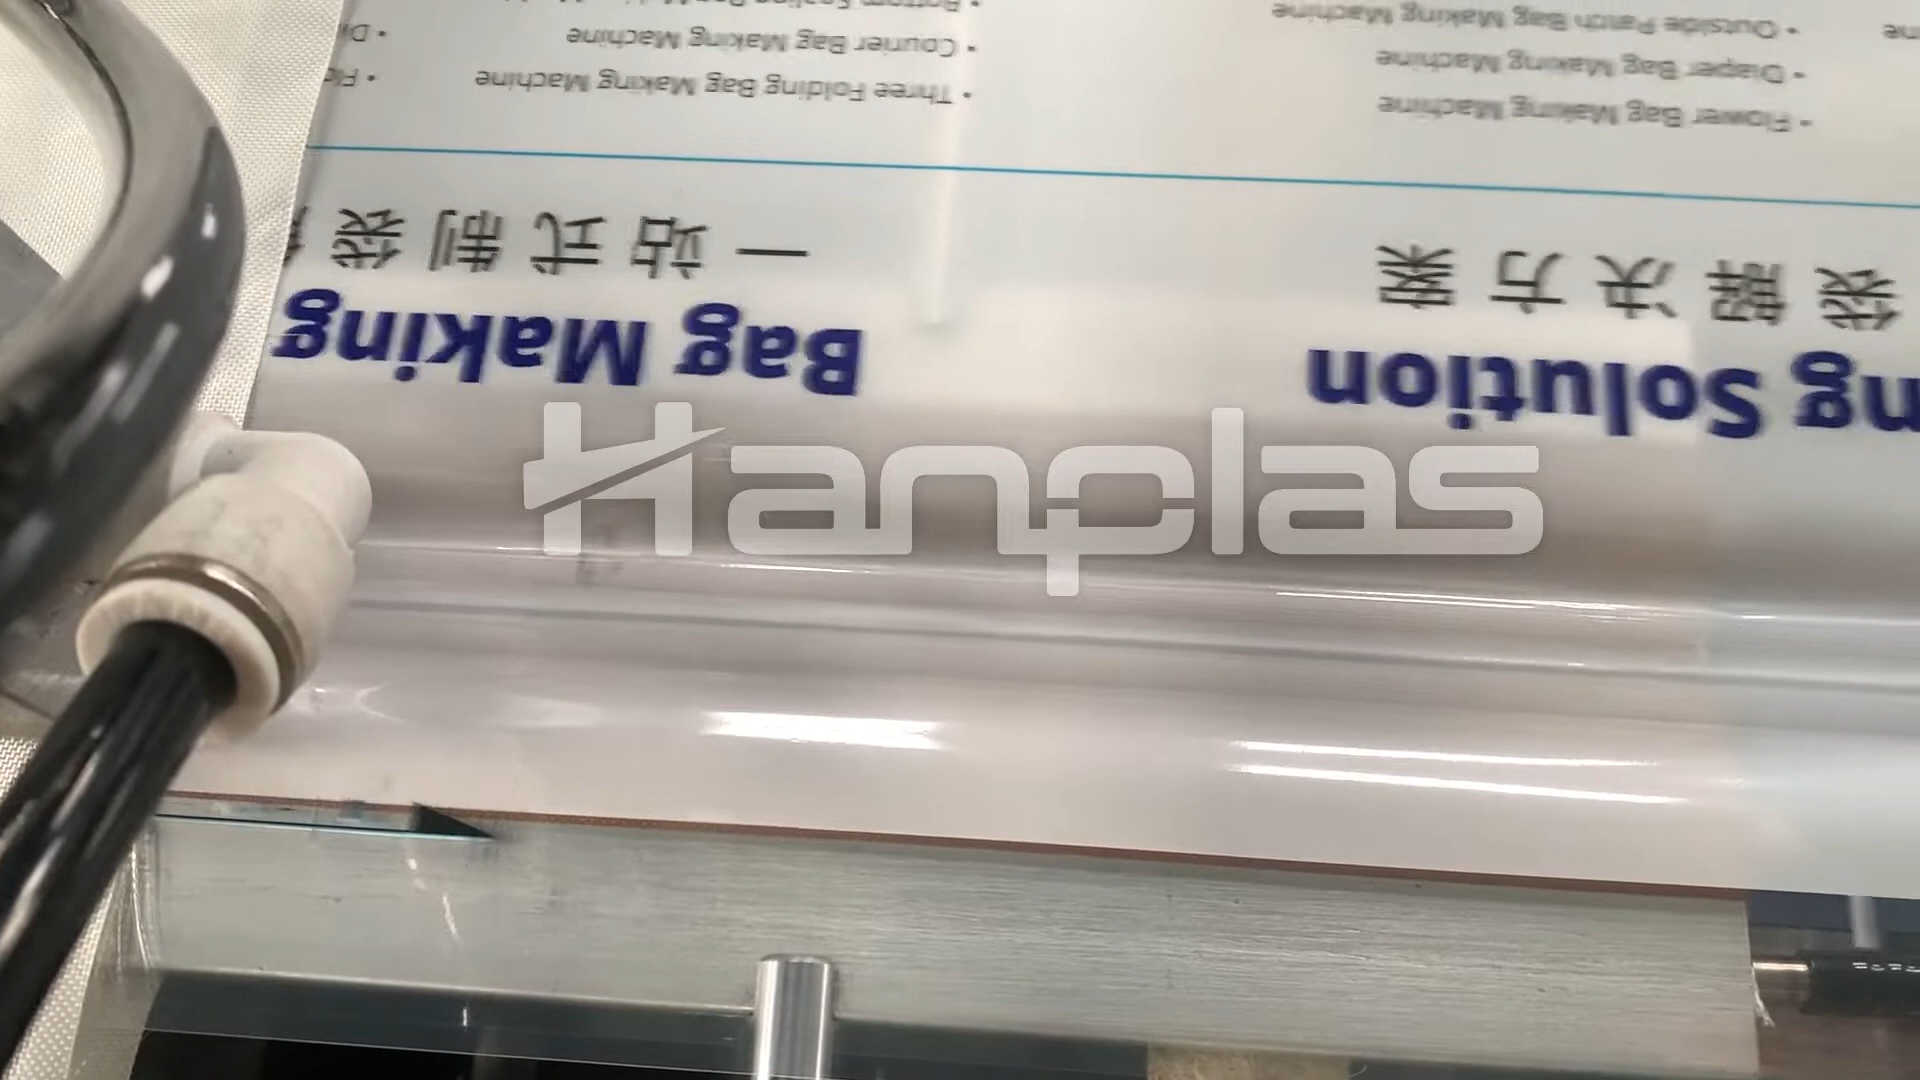 Hanplas
ng Solution
袋解决方案
• Flower Bag Making Machine
• Diaper Bag Making Machine
• Outside Patch Bag Making Machine
Bag Making
一站式制袋
• Three Folding Bag Making Machine
• Courier Bag Making Machine